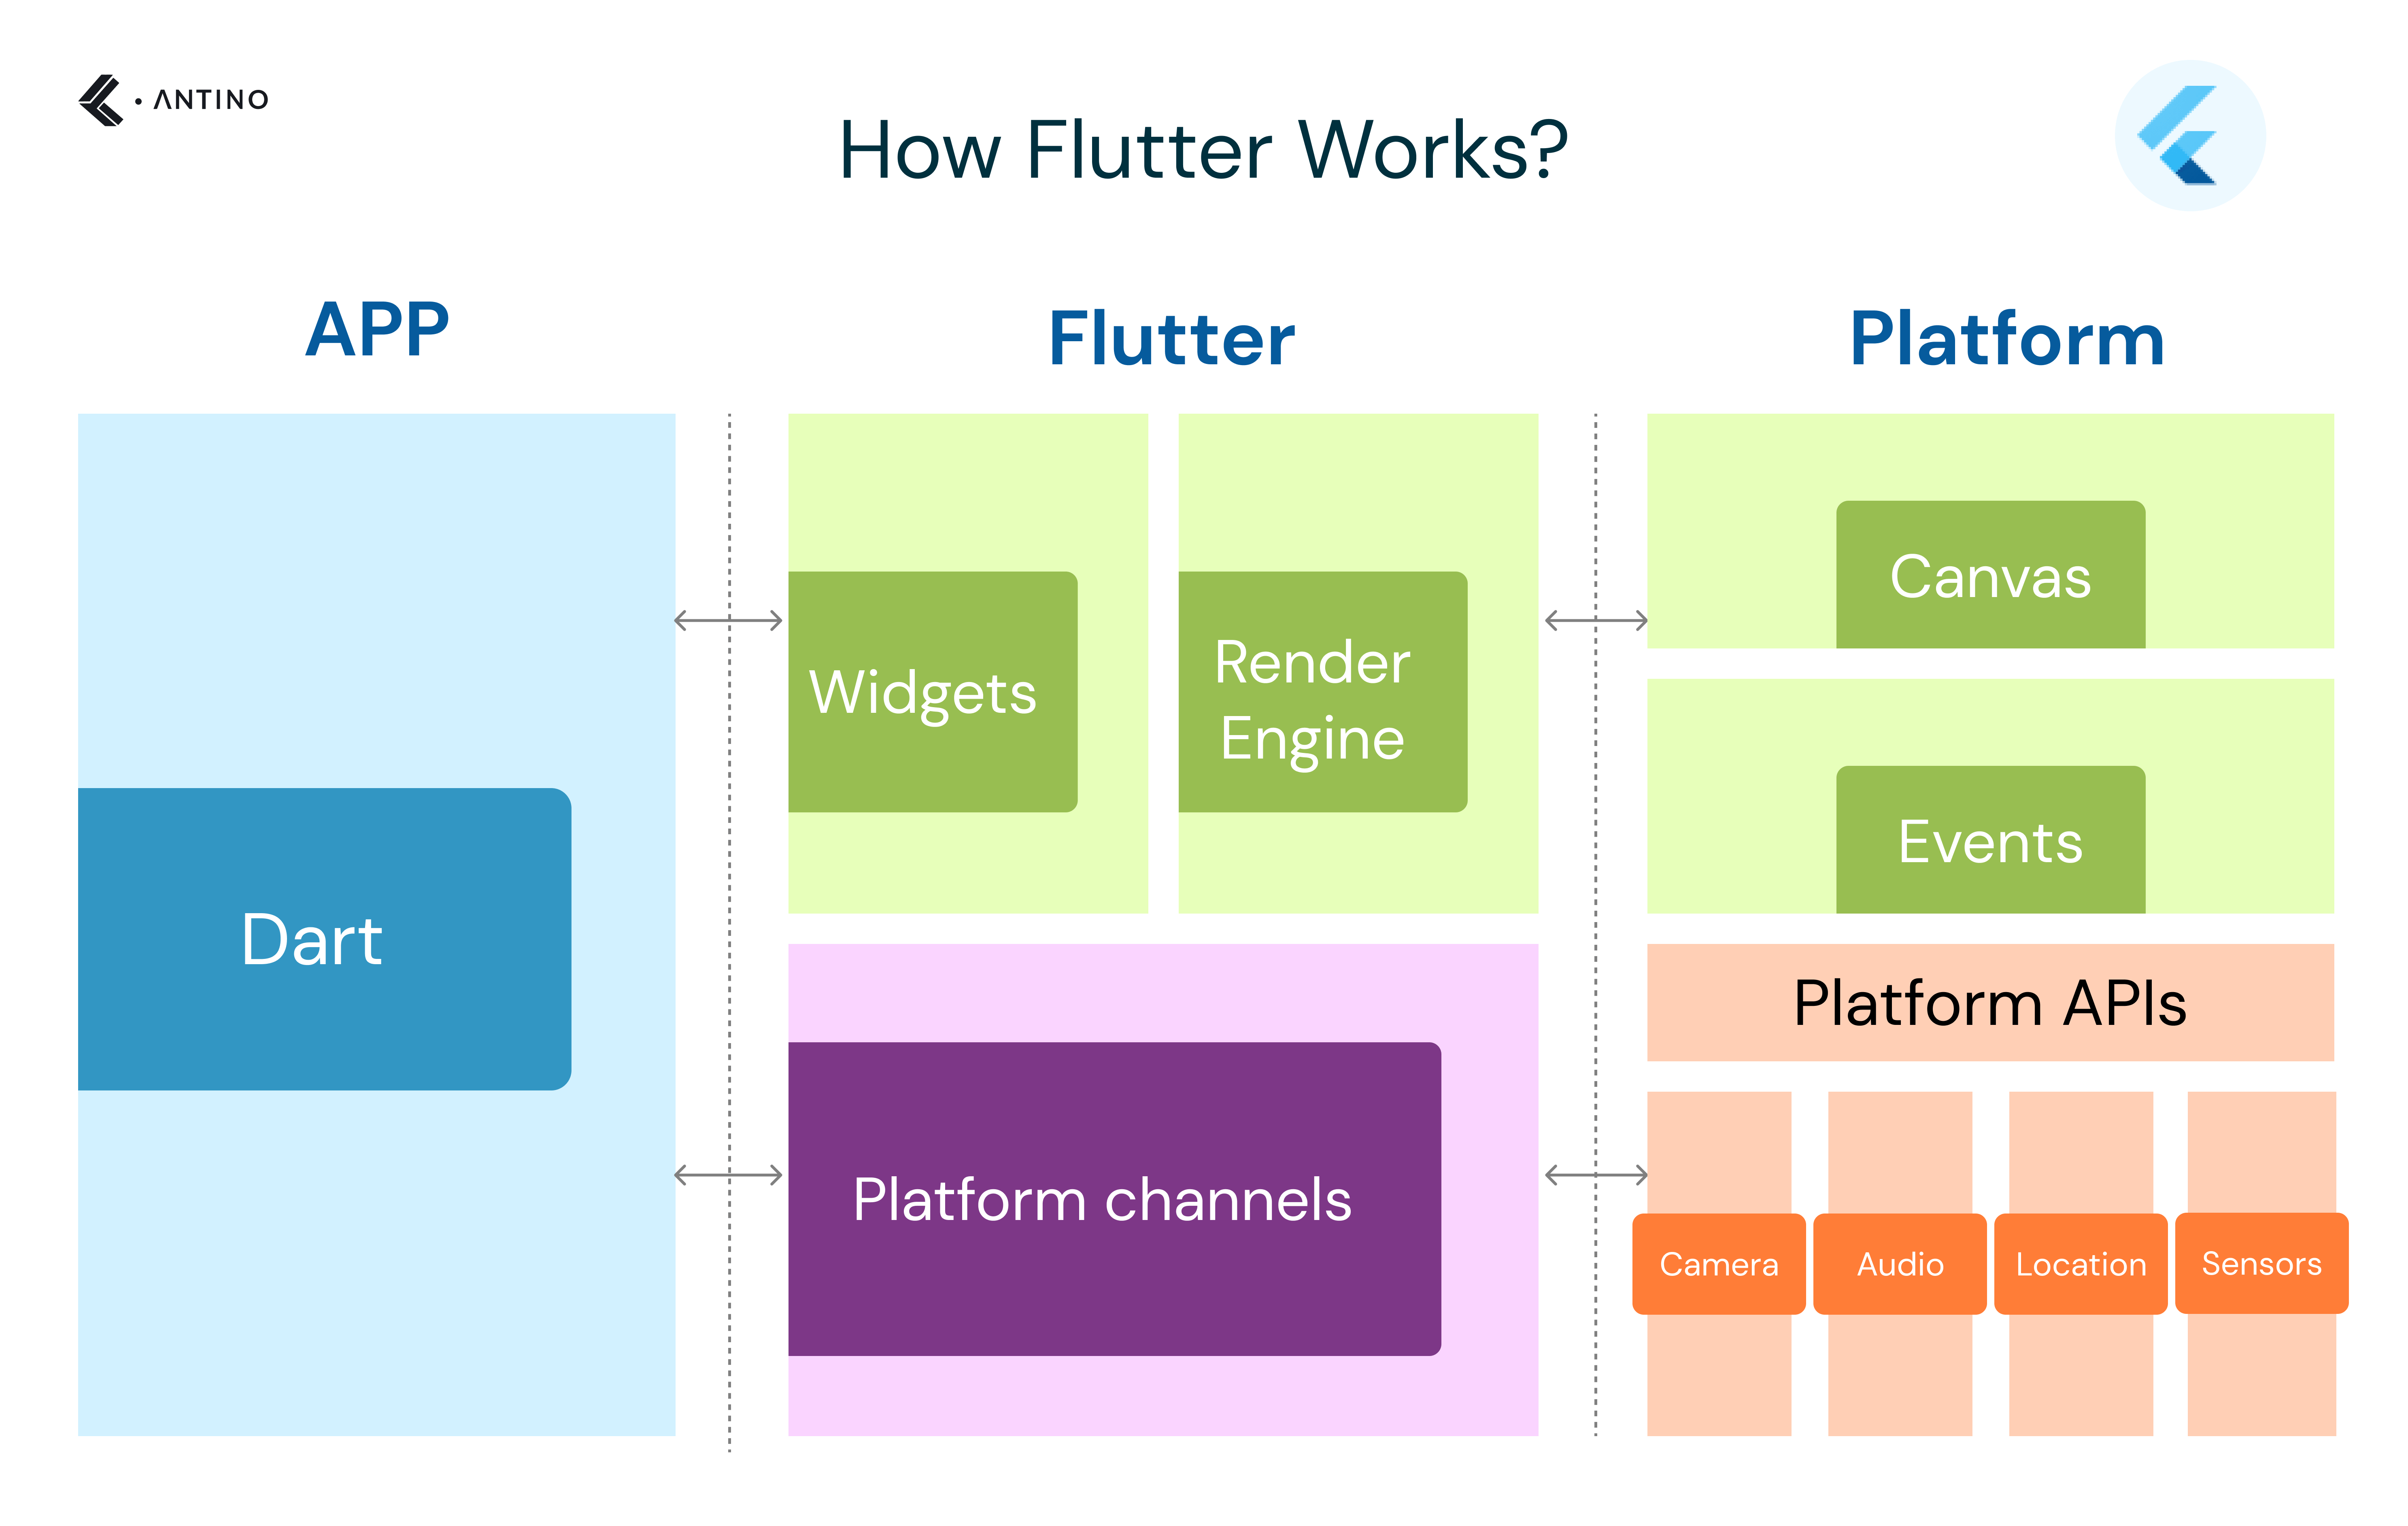 ANTINO
How Flutter Works?
APP
Flutter
Platform
Dart
Widgets
Render
Engine
Platform channels
Canvas
Events
Platform APIs
Camera
Audio
Location
Sensors